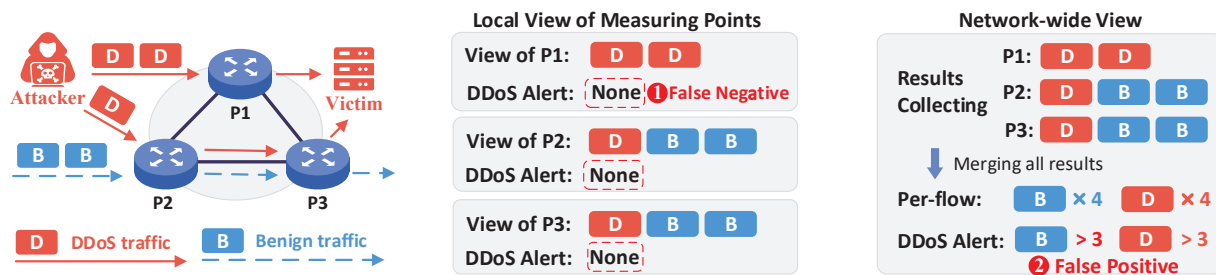 D D
Attacker
D
P1
Victim
B B
P2
P3
D DDoS traffic
B Benign traffic
Local View of Measuring Points
View of P1: D D
DDoS Alert: None 1 False Negative
View of P2: D B B
DDoS Alert: None
View of P3: D B B
DDoS Alert: None
Network-wide View
Results
Collecting
P1: D D
P2: D B B
P3: D B B
Merging all results
Per-flow: B × 4 D × 4
DDoS Alert: B > 3 D > 3
2 False Positive